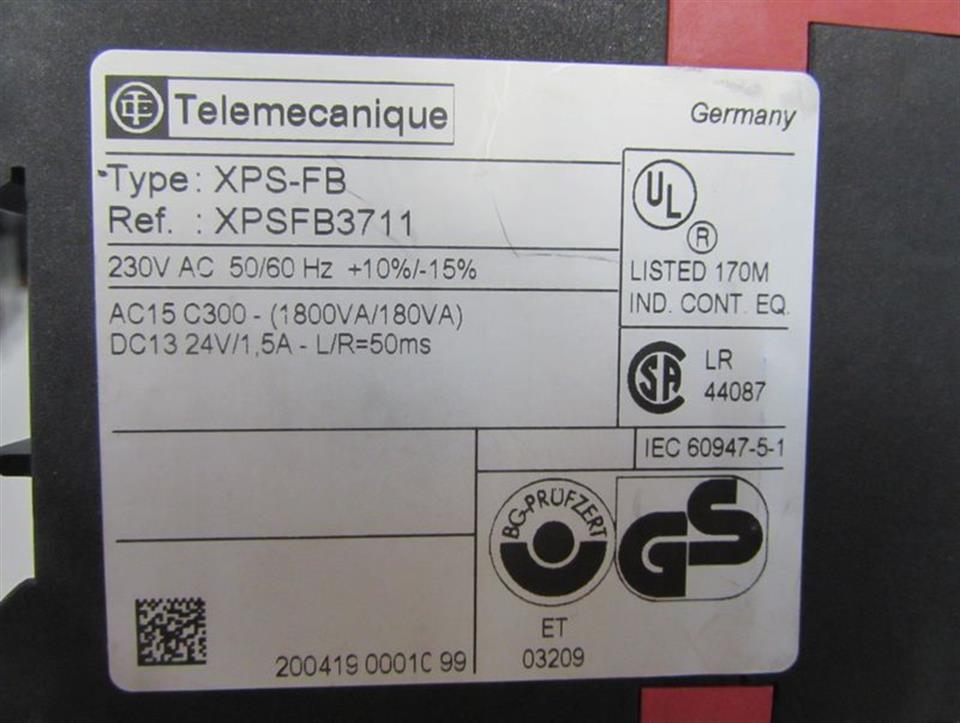 TE Telemecanique
Germany
Type: XPS-FB
Ref. : XPSFB3711
230V AC 50/60 Hz +10%/-15%
AC15 C300 - (1800VA/180VA)
DC13 24V/1,5A - L/R=50ms
UL ®
LISTED 170M
IND. CONT. EQ.
SA
LR
44087
IEC 60947-5-1
BG-PRÜFZERT
GS
ET
03209
200419 0001C 99